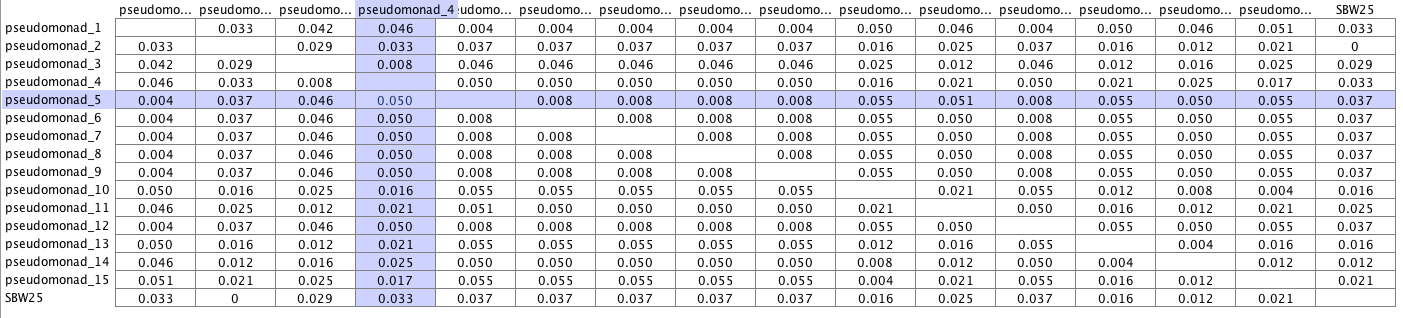 pseudomo... pseudomo... pseudomo... pseudomonad_4 udomo... pseudomo... pseudomo... pseudomo... pseudomo... pseudomo... pseudomo... pseudomo... pseudomo... pseudomo... pseudomo... SBW25
pseudomonad_1 0.033 0.042 0.046 0.004 0.004 0.004 0.004 0.004 0.050 0.046 0.004 0.050 0.046 0.051 0.033
pseudomonad_2 0.033 0.029 0.033 0.037 0.037 0.037 0.037 0.037 0.016 0.025 0.037 0.016 0.012 0.021 0
pseudomonad_3 0.042 0.029 0.008 0.046 0.046 0.046 0.046 0.046 0.025 0.012 0.046 0.012 0.016 0.025 0.029
pseudomonad_4 0.046 0.033 0.008 0.050 0.050 0.050 0.050 0.050 0.016 0.021 0.050 0.021 0.025 0.017 0.033
pseudomonad_5 0.004 0.037 0.046 0.050 0.008 0.008 0.008 0.008 0.055 0.051 0.008 0.055 0.050 0.055 0.037
pseudomonad_6 0.004 0.037 0.046 0.050 0.008 0.008 0.008 0.008 0.055 0.050 0.008 0.055 0.050 0.055 0.037
pseudomonad_7 0.004 0.037 0.046 0.050 0.008 0.008 0.008 0.008 0.055 0.050 0.008 0.055 0.050 0.055 0.037
pseudomonad_8 0.004 0.037 0.046 0.050 0.008 0.008 0.008 0.008 0.055 0.050 0.008 0.055 0.050 0.055 0.037
pseudomonad_9 0.004 0.037 0.046 0.050 0.008 0.008 0.008 0.008 0.055 0.050 0.008 0.055 0.050 0.055 0.037
pseudomonad_10 0.050 0.016 0.025 0.016 0.055 0.055 0.055 0.055 0.055 0.021 0.055 0.012 0.008 0.004 0.016
pseudomonad_11 0.046 0.025 0.012 0.021 0.051 0.050 0.050 0.050 0.050 0.021 0.050 0.016 0.012 0.021 0.025
pseudomonad_12 0.004 0.037 0.046 0.050 0.008 0.008 0.008 0.008 0.008 0.055 0.050 0.055 0.050 0.055 0.037
pseudomonad_13 0.050 0.016 0.012 0.021 0.055 0.055 0.055 0.055 0.055 0.012 0.016 0.055 0.004 0.016 0.016
pseudomonad_14 0.046 0.012 0.016 0.025 0.050 0.050 0.050 0.050 0.050 0.008 0.012 0.050 0.004 0.012 0.012
pseudomonad_15 0.051 0.021 0.025 0.017 0.055 0.055 0.055 0.055 0.055 0.004 0.021 0.055 0.016 0.012 0.021
SBW25 0.033 0 0.029 0.033 0.037 0.037 0.037 0.037 0.037 0.016 0.025 0.037 0.016 0.012 0.021